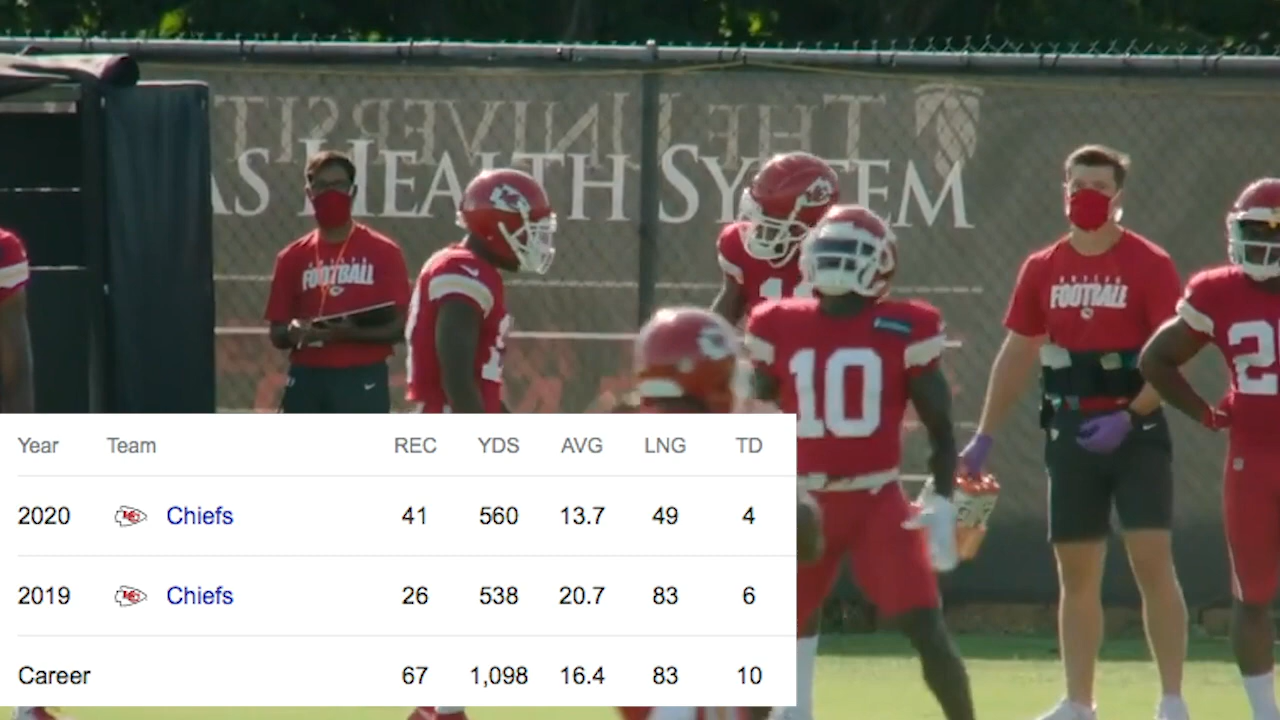 THE UNIVERSIT
AS HEALTH SYSTEM
FOOTBALL
FOOTBALL
10
2
Year Team REC YDS AVG LNG TD
2020 Chiefs 41 560 13.7 49 4
2019 Chiefs 26 538 20.7 83 6
Career 67 1,098 16.4 83 10